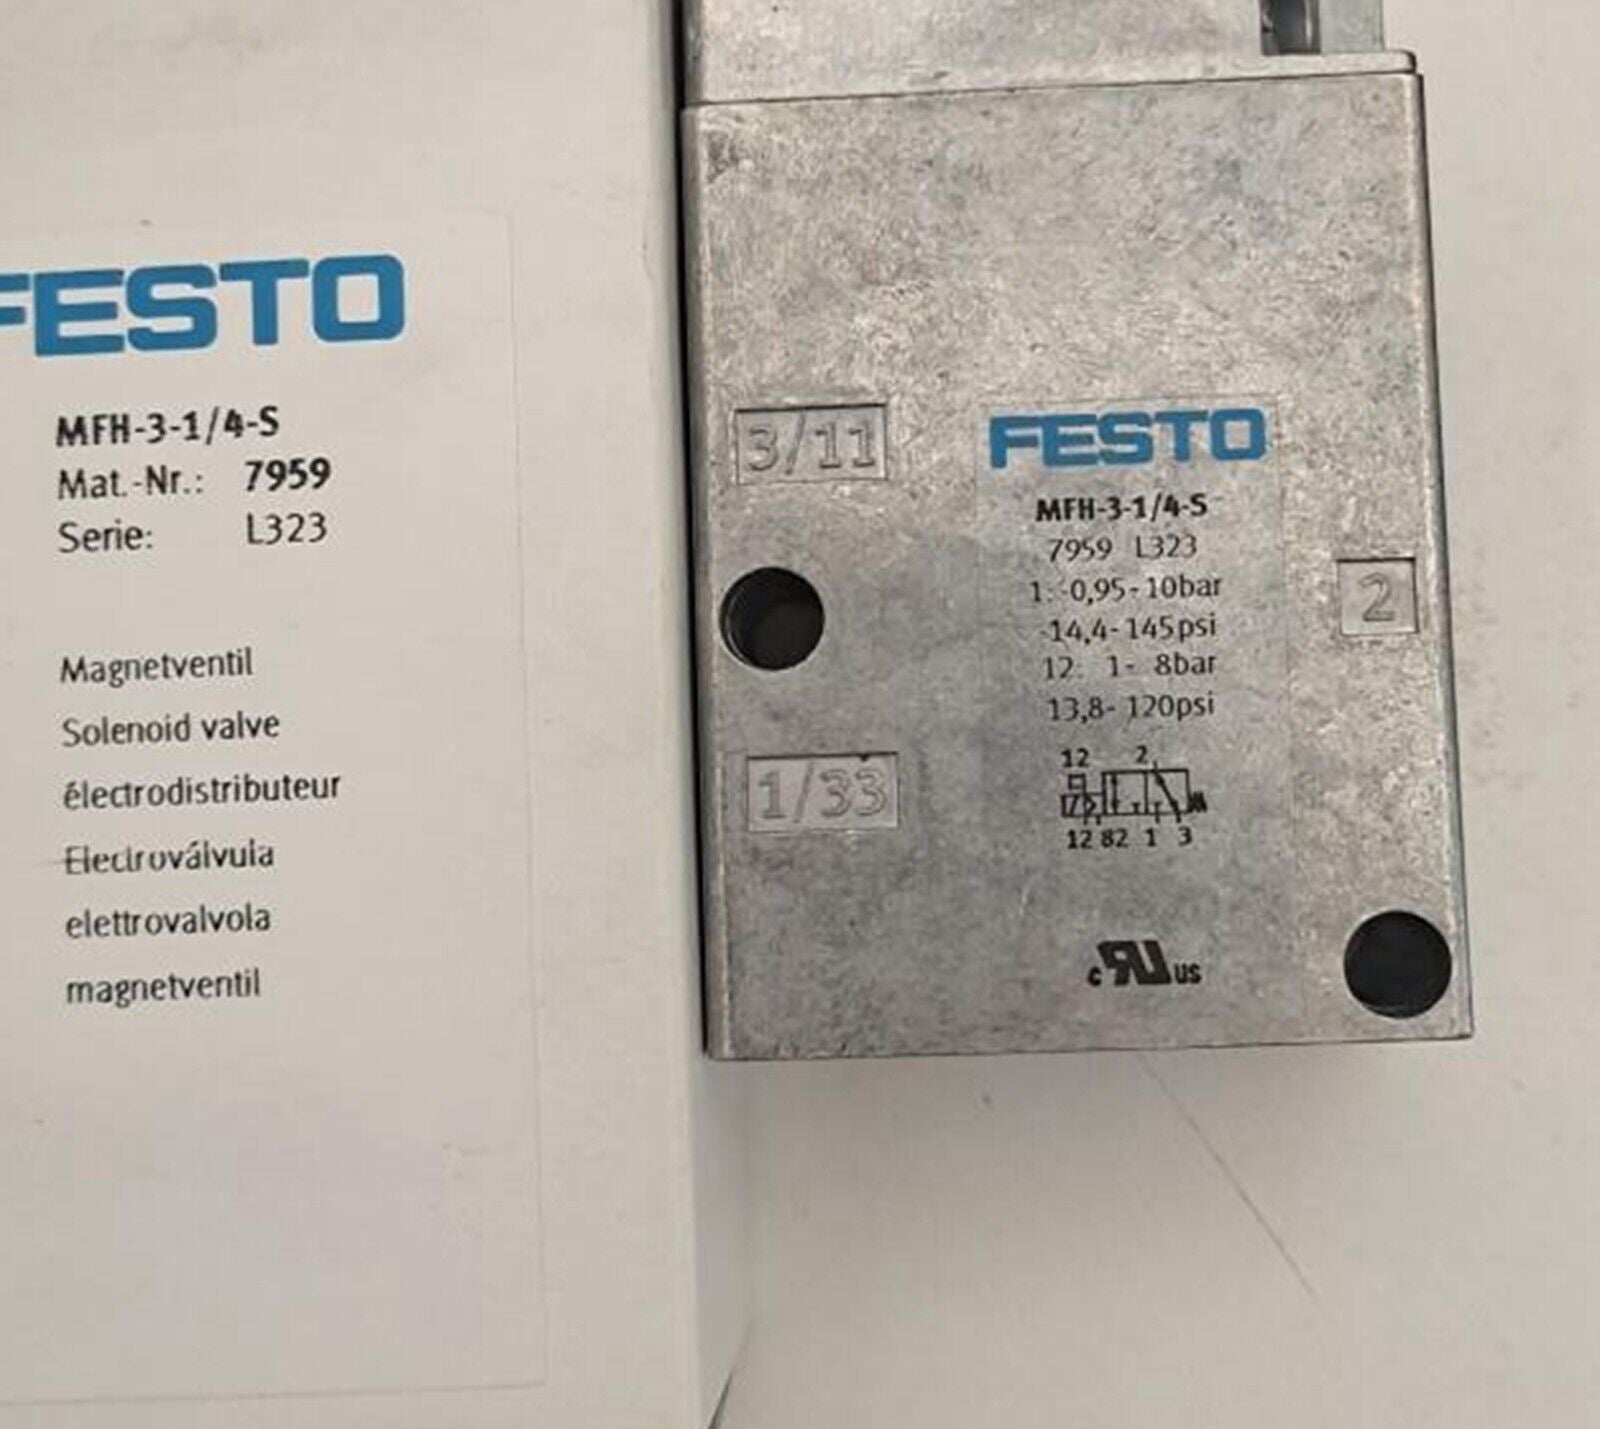 FESTO
MFH-3-1/4-S
Mat.-Nr.: 7959
Serie: L323
Magnetventil
Solenoid valve
électrodistributeur
Electroválvula
elettrovalvola
magnetventil
3/11
1/33
2
FESTO
MFH-3-1/4-S
7959 L323
1: -0,95- 10bar
-14,4- 145psi
12: 1- 8bar
13,8- 120psi
12 2
12 82 1 3
c RU US